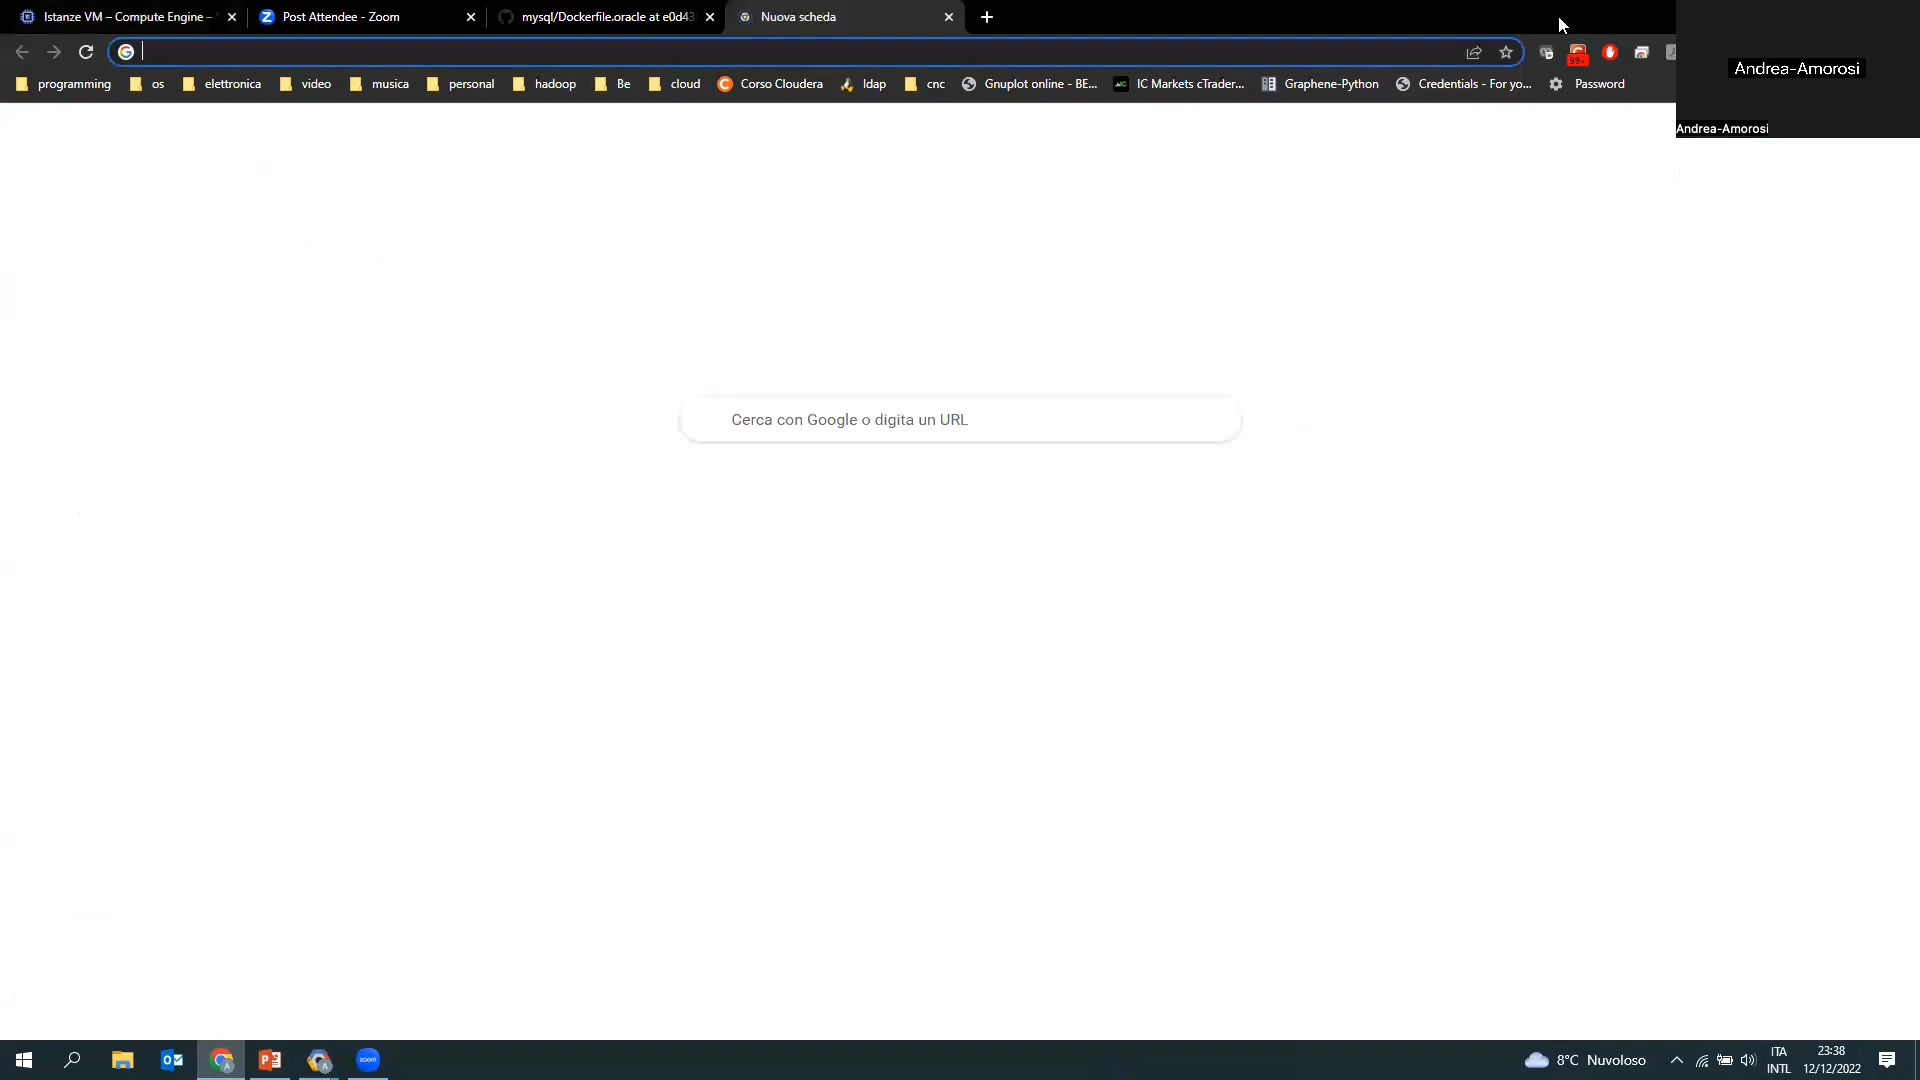 Istanze VM – Compute Engine –
Post Attendee - Zoom
mysql/Dockerfile.oracle at e0d43
Nuova scheda
Andrea-Amorosi
99+
programming
os
elettronica
video
musica
personal
hadoop
Be
cloud
Corso Cloudera
ldap
cnc
Gnuplot online - BE...
IC Markets cTrader...
Graphene-Python
Credentials - For yo...
Password
Andrea-Amorosi
Cerca con Google o digita un URL
zoom
8°C Nuvoloso
ITA
INTL
23:38
12/12/2022